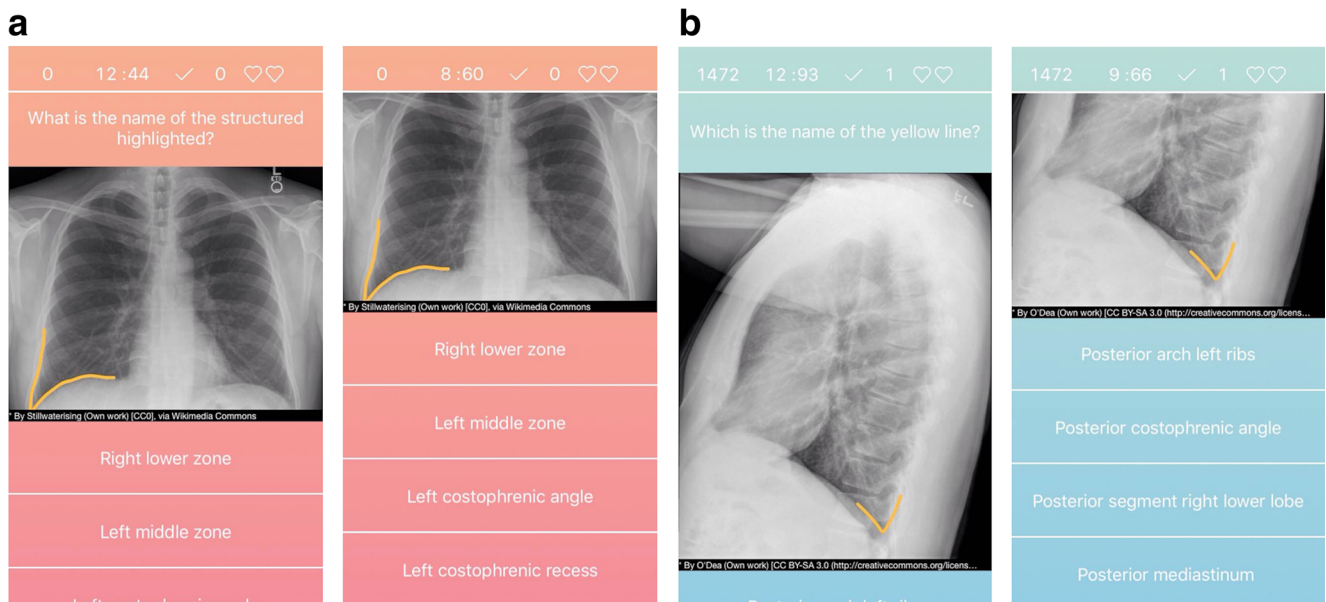 a
0 12:44 ✓ 0 ♡♡
What is the name of the structured
highlighted?
* By Stillwaterising (Own work) [CC0], via Wikimedia Commons
Right lower zone
Left middle zone
0 8:60 ✓ 0 ♡♡
* By Stillwaterising (Own work) [CC0], via Wikimedia Commons
Right lower zone
Left middle zone
Left costophrenic angle
Left costophrenic recess
b
1472 12:93 ✓ 1 ♡♡
Which is the name of the yellow line?
* By O'Dea (Own work) [CC BY-SA 3.0 (http://creativecommons.org/licens...
1472 9:66 ✓ 1 ♡♡
* By O'Dea (Own work) [CC BY-SA 3.0 (http://creativecommons.org/licens...
Posterior arch left ribs
Posterior costophrenic angle
Posterior segment right lower lobe
Posterior mediastinum